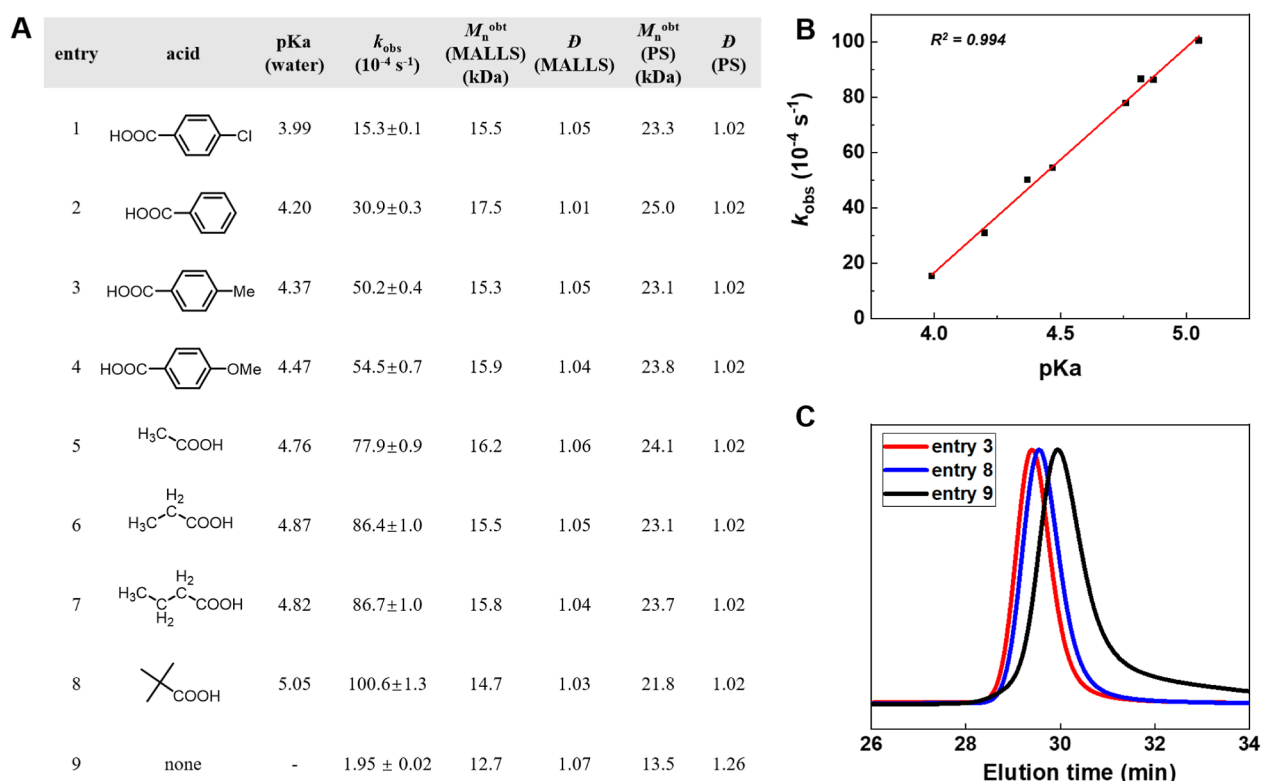 A
entry acid pKa (water) kobs (10⁻⁴ s⁻¹) Mₙᵒᵇᵗ (MALLS) (kDa) Đ (MALLS) Mₙᵒᵇᵗ (PS) (kDa) Đ (PS)
1 HOOC Cl 3.99 15.3±0.1 15.5 1.05 23.3 1.02
2 HOOC 4.20 30.9±0.3 17.5 1.01 25.0 1.02
3 HOOC Me 4.37 50.2±0.4 15.3 1.05 23.1 1.02
4 HOOC OMe 4.47 54.5±0.7 15.9 1.04 23.8 1.02
5 H₃C COOH 4.76 77.9±0.9 16.2 1.06 24.1 1.02
6 H₃C H₂ C COOH 4.87 86.4±1.0 15.5 1.05 23.1 1.02
7 H₃C C H₂ H₂ C COOH 4.82 86.7±1.0 15.8 1.04 23.7 1.02
8 COOH 5.05 100.6±1.3 14.7 1.03 21.8 1.02
9 none - 1.95 ± 0.02 12.7 1.07 13.5 1.26
B
R² = 0.994
kobs (10⁻⁴ s⁻¹)
100
80
60
40
20
0
4.0 4.5 5.0
pKa
C
entry 3
entry 8
entry 9
26 28 30 32 34
Elution time (min)